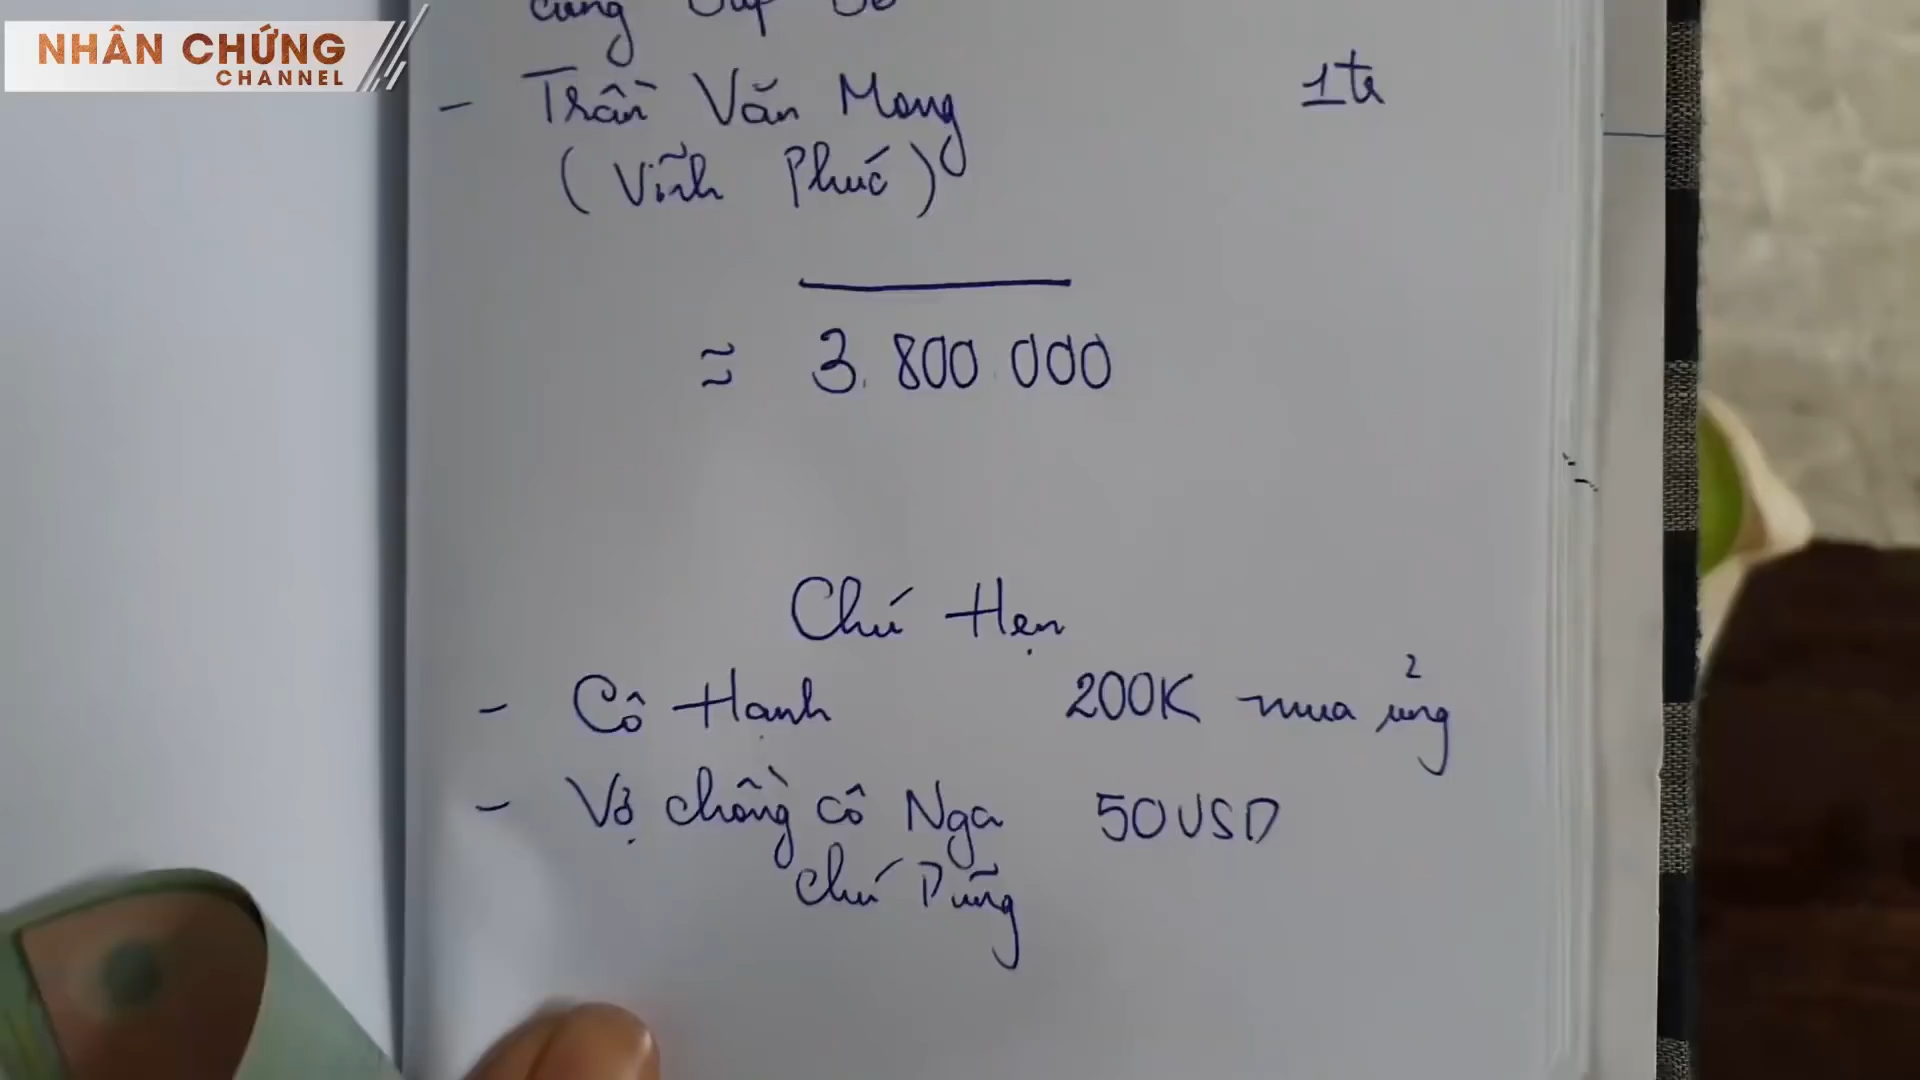 NHÂN CHỨNG
CHANNEL
cùng
- Trần Văn Mong 1tr
(Vĩnh Phúc)
≈ 3.800.000
Chú Hẹn
- Cô Hạnh 200K mua ủng
- Vợ chồng cô Nga 50USD
chú Dũng